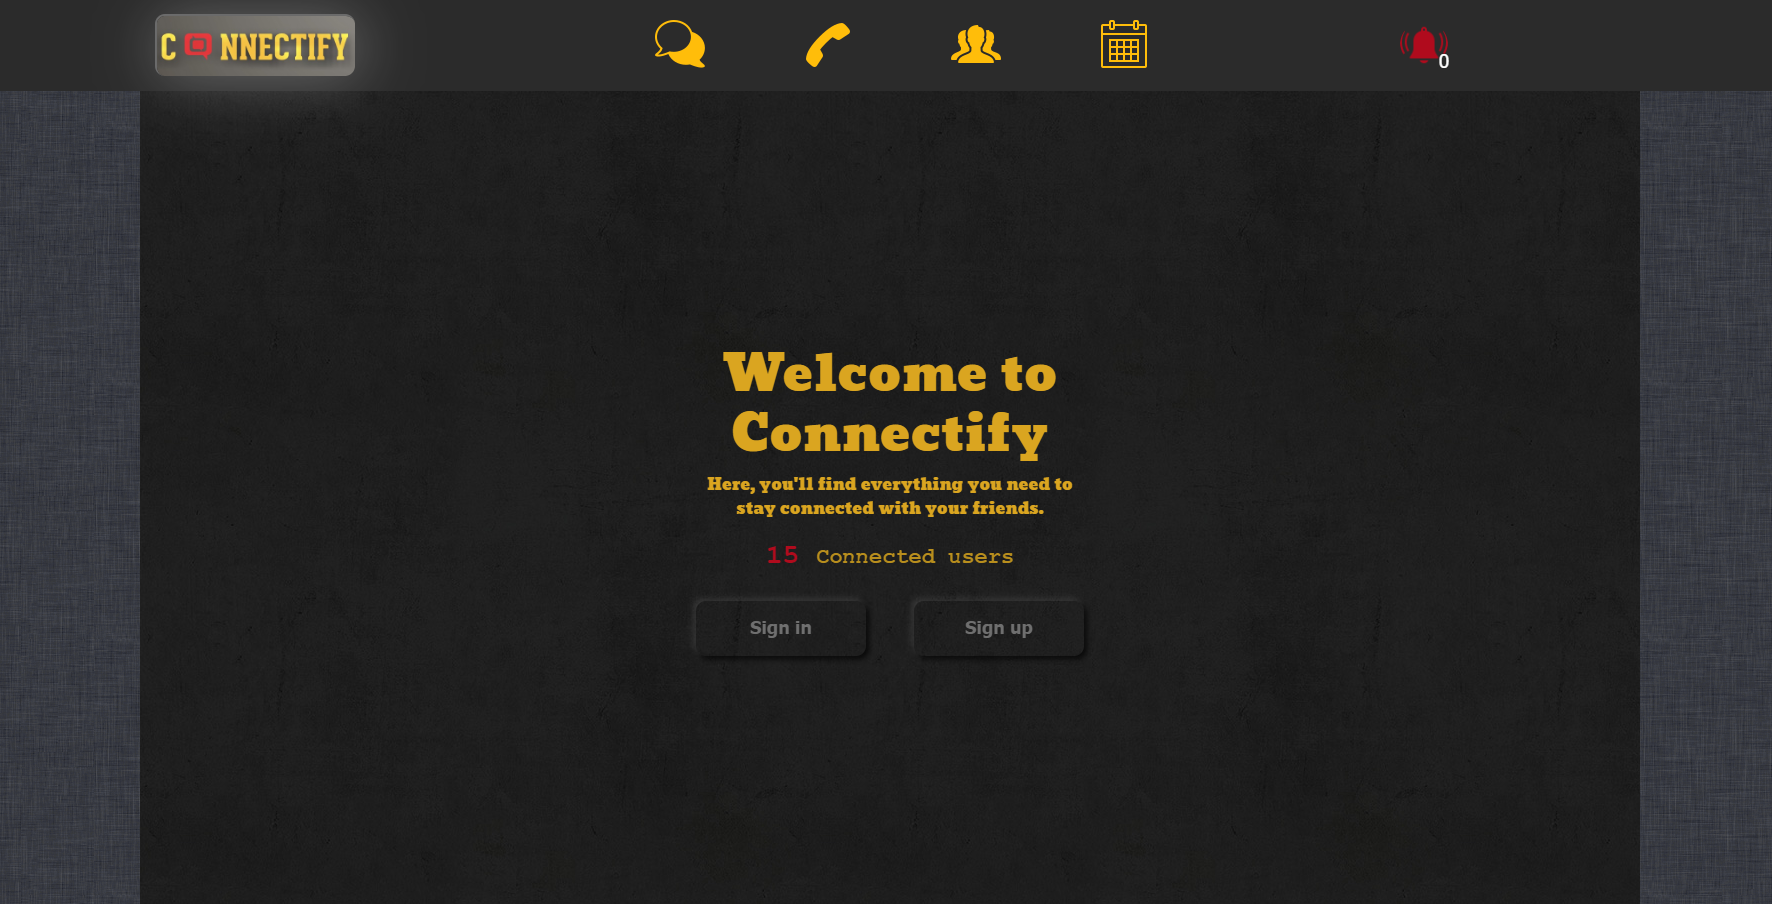 C NNECTIFY
0
Welcome to
Connectify
Here, you'll find everything you need to
stay connected with your friends.
15 Connected users
Sign in
Sign up